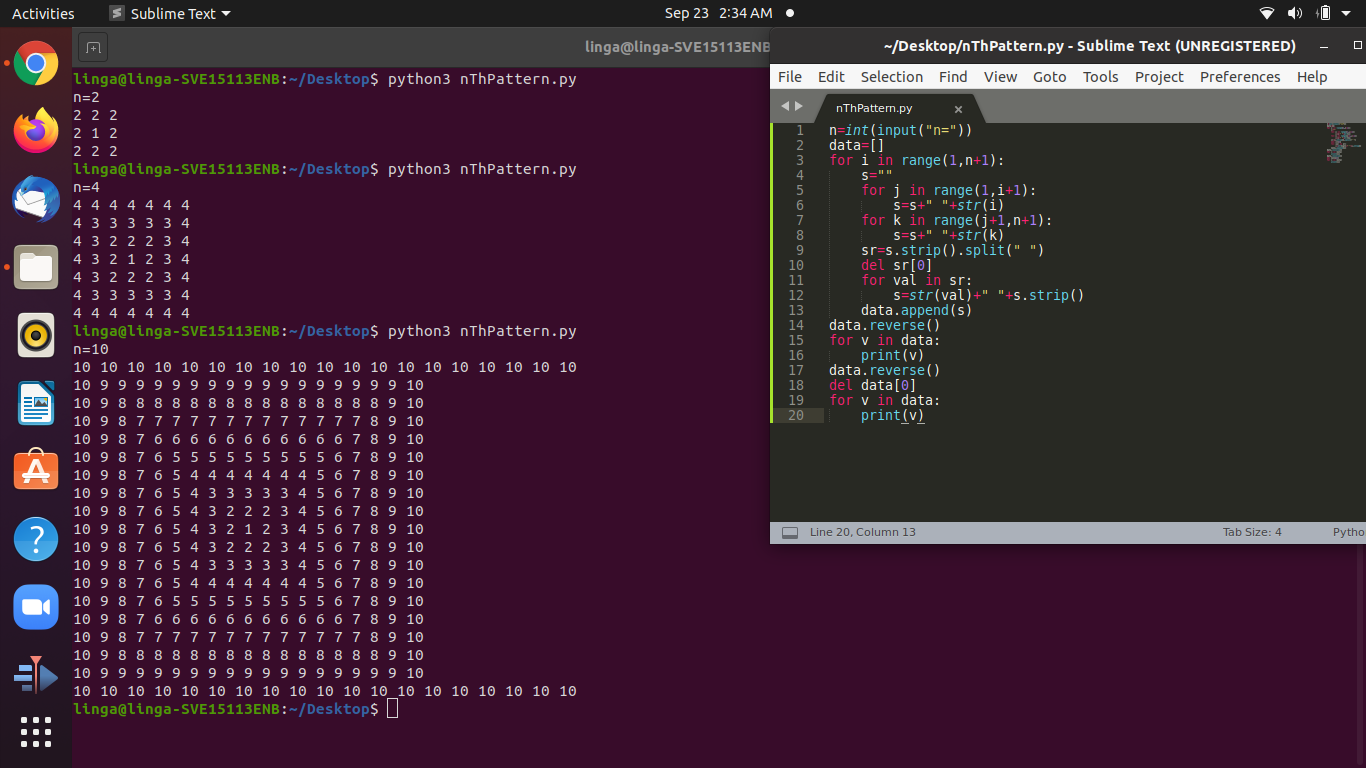 Activities
Sublime Text
Sep 23 2:34 AM
linga@linga-SVE15113ENB
linga@linga-SVE15113ENB:~/Desktop$ python3 nThPattern.py
n=2
2 2 2
2 1 2
2 2 2
linga@linga-SVE15113ENB:~/Desktop$ python3 nThPattern.py
n=4
4 4 4 4 4 4 4
4 3 3 3 3 3 4
4 3 2 2 2 3 4
4 3 2 1 2 3 4
4 3 2 2 2 3 4
4 3 3 3 3 3 4
4 4 4 4 4 4 4
linga@linga-SVE15113ENB:~/Desktop$ python3 nThPattern.py
n=10
10 10 10 10 10 10 10 10 10 10 10 10 10 10 10 10 10 10 10
10 9 9 9 9 9 9 9 9 9 9 9 9 9 9 9 9 9 10
10 9 8 8 8 8 8 8 8 8 8 8 8 8 8 8 8 9 10
10 9 8 7 7 7 7 7 7 7 7 7 7 7 7 7 8 9 10
10 9 8 7 6 6 6 6 6 6 6 6 6 6 6 7 8 9 10
10 9 8 7 6 5 5 5 5 5 5 5 5 5 6 7 8 9 10
10 9 8 7 6 5 4 4 4 4 4 4 4 5 6 7 8 9 10
10 9 8 7 6 5 4 3 3 3 3 3 4 5 6 7 8 9 10
10 9 8 7 6 5 4 3 2 2 2 3 4 5 6 7 8 9 10
10 9 8 7 6 5 4 3 2 1 2 3 4 5 6 7 8 9 10
10 9 8 7 6 5 4 3 2 2 2 3 4 5 6 7 8 9 10
10 9 8 7 6 5 4 3 3 3 3 3 4 5 6 7 8 9 10
10 9 8 7 6 5 4 4 4 4 4 4 4 5 6 7 8 9 10
10 9 8 7 6 5 5 5 5 5 5 5 5 5 6 7 8 9 10
10 9 8 7 6 6 6 6 6 6 6 6 6 6 6 7 8 9 10
10 9 8 7 7 7 7 7 7 7 7 7 7 7 7 7 8 9 10
10 9 8 8 8 8 8 8 8 8 8 8 8 8 8 8 8 9 10
10 9 9 9 9 9 9 9 9 9 9 9 9 9 9 9 9 9 10
10 10 10 10 10 10 10 10 10 10 10 10 10 10 10 10 10 10 10
linga@linga-SVE15113ENB:~/Desktop$
~/Desktop/nThPattern.py - Sublime Text (UNREGISTERED)
File Edit Selection Find View Goto Tools Project Preferences Help
nThPattern.py
1 n=int(input("n="))
2 data=[]
3 for i in range(1,n+1):
4     s=""
5     for j in range(1,i+1):
6         s=s+" "+str(i)
7     for k in range(j+1,n+1):
8         s=s+" "+str(k)
9     sr=s.strip().split(" ")
10     del sr[0]
11     for val in sr:
12         s=str(val)+" "+s.strip()
13     data.append(s)
14 data.reverse()
15 for v in data:
16     print(v)
17 data.reverse()
18 del data[0]
19 for v in data:
20     print(v)
Line 20, Column 13
Tab Size: 4
Pytho